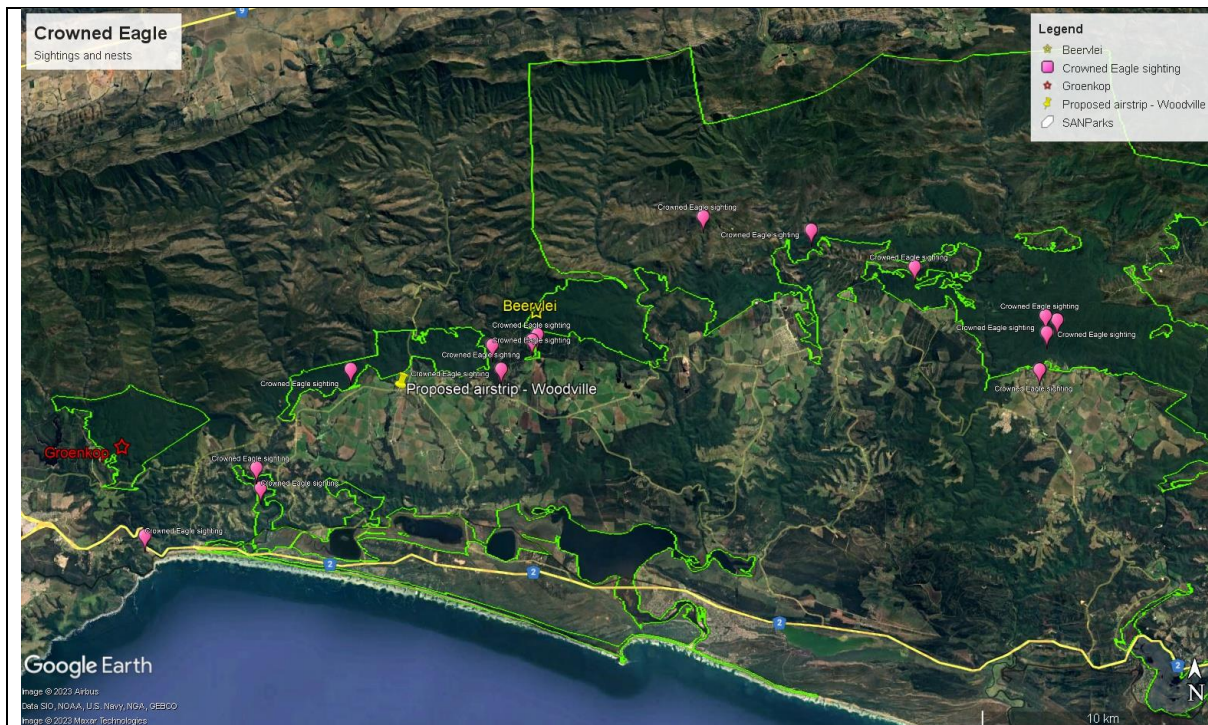 Crowned Eagle
Sightings and nests
9
Legend
Beervlei
Crowned Eagle sighting
Groenkop
Proposed airstrip - Woodville
SANParks
Crowned Eagle sighting
Crowned Eagle sighting
Crowned Eagle sighting
Beervlei
Crowned Eagle sighting
Crowned Eagle sighting
Crowned Eagle sighting
Crowned Eagle sighting
Crowned Eagle sighting
Crowned Eagle sighting
Crowned Eagle sighting
Crowned Eagle sighting
Crowned Eagle sighting
Proposed airstrip - Woodville
Groenkop
Crowned Eagle sighting
Crowned Eagle sighting
Crowned Eagle sighting
2
2
2
2
Google Earth
N
Image © 2023 Airbus
Data SIO, NOAA, U.S. Navy, NGA, GEBCO
Image © 2023 Maxar Technologies
10 km